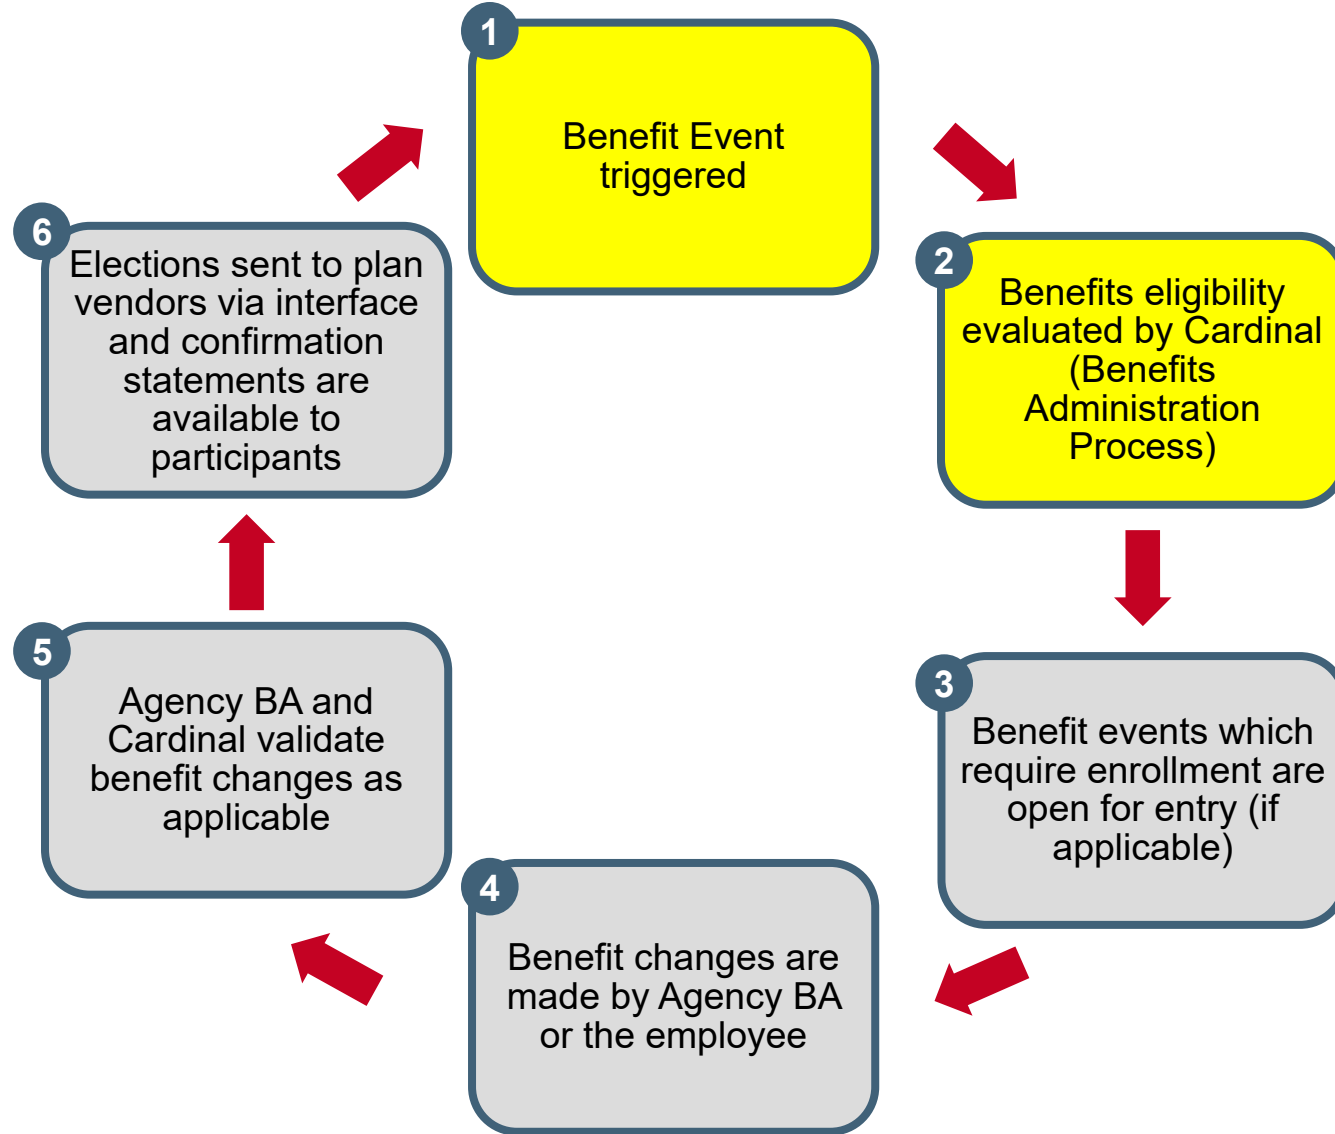 1
Benefit Event
triggered
2
Benefits eligibility
evaluated by Cardinal
(Benefits
Administration
Process)
3
Benefit events which
require enrollment are
open for entry (if
applicable)
4
Benefit changes are
made by Agency BA
or the employee
5
Agency BA and
Cardinal validate
benefit changes as
applicable
6
Elections sent to plan
vendors via interface
and confirmation
statements are
available to
participants